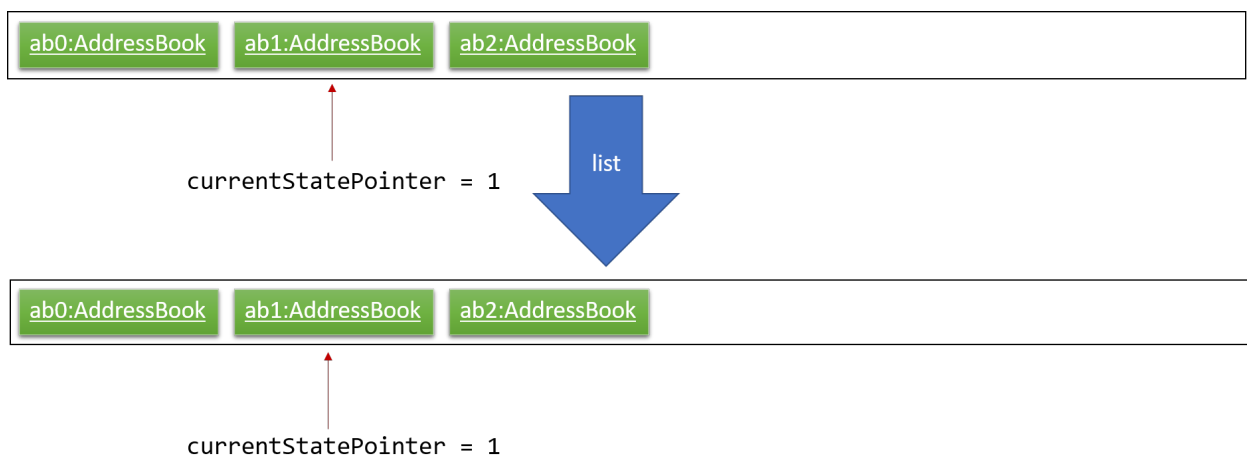 ab0:AddressBook ab1:AddressBook ab2:AddressBook
list
currentStatePointer = 1
ab0:AddressBook ab1:AddressBook ab2:AddressBook
currentStatePointer = 1